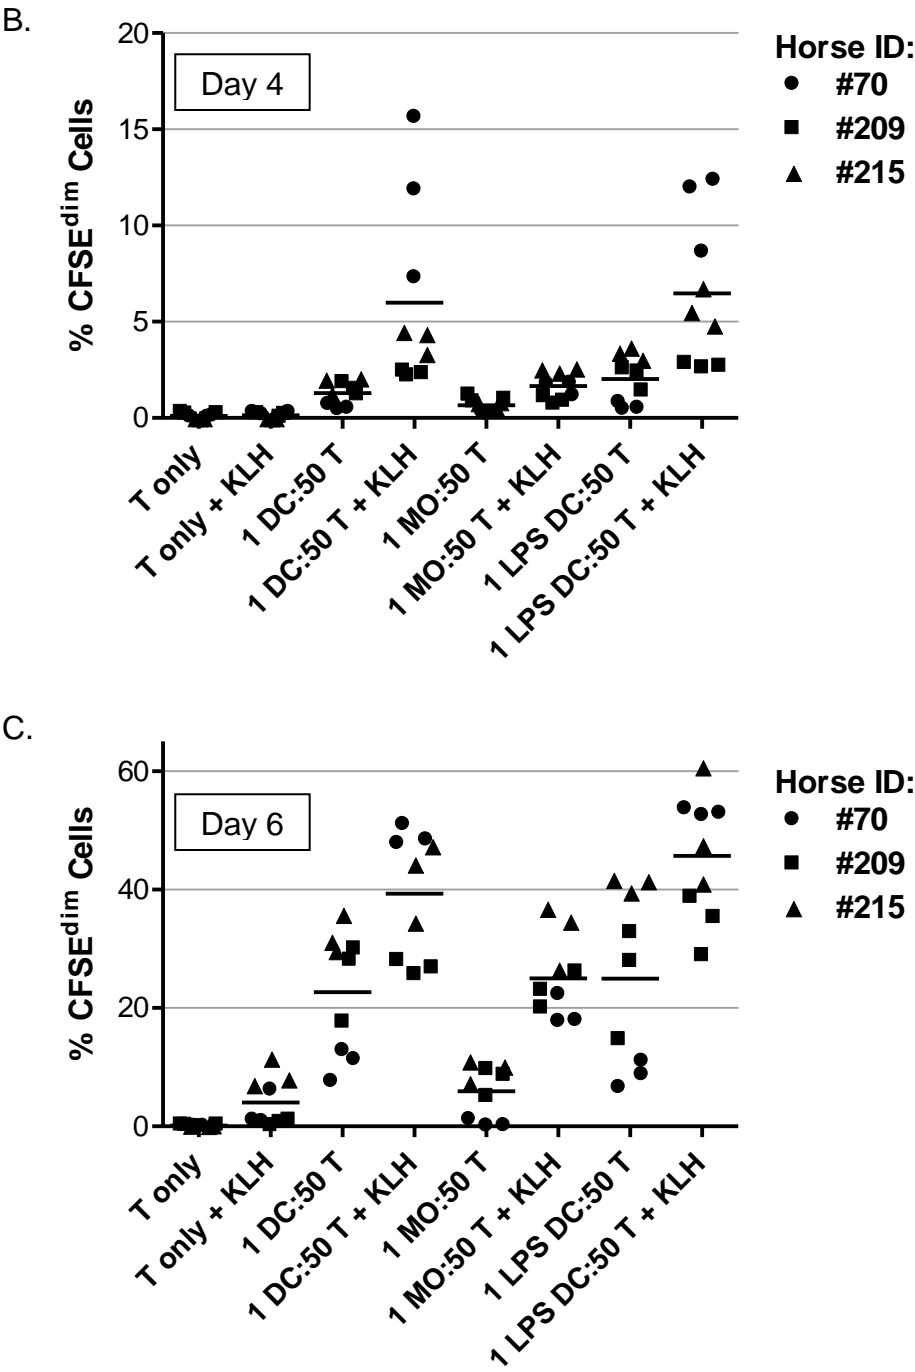 B.
20
15
10
5
0
% CFSEdim Cells
Day 4
Horse ID:
#70
#209
#215
T only
T only + KLH
1 DC:50 T
1 DC:50 T + KLH
1 MO:50 T
1 MO:50 T + KLH
1 LPS DC:50 T
1 LPS DC:50 T + KLH
C.
60
40
20
0
% CFSEdim Cells
Day 6
Horse ID:
#70
#209
#215
T only
T only + KLH
1 DC:50 T
1 DC:50 T + KLH
1 MO:50 T
1 MO:50 T + KLH
1 LPS DC:50 T
1 LPS DC:50 T + KLH